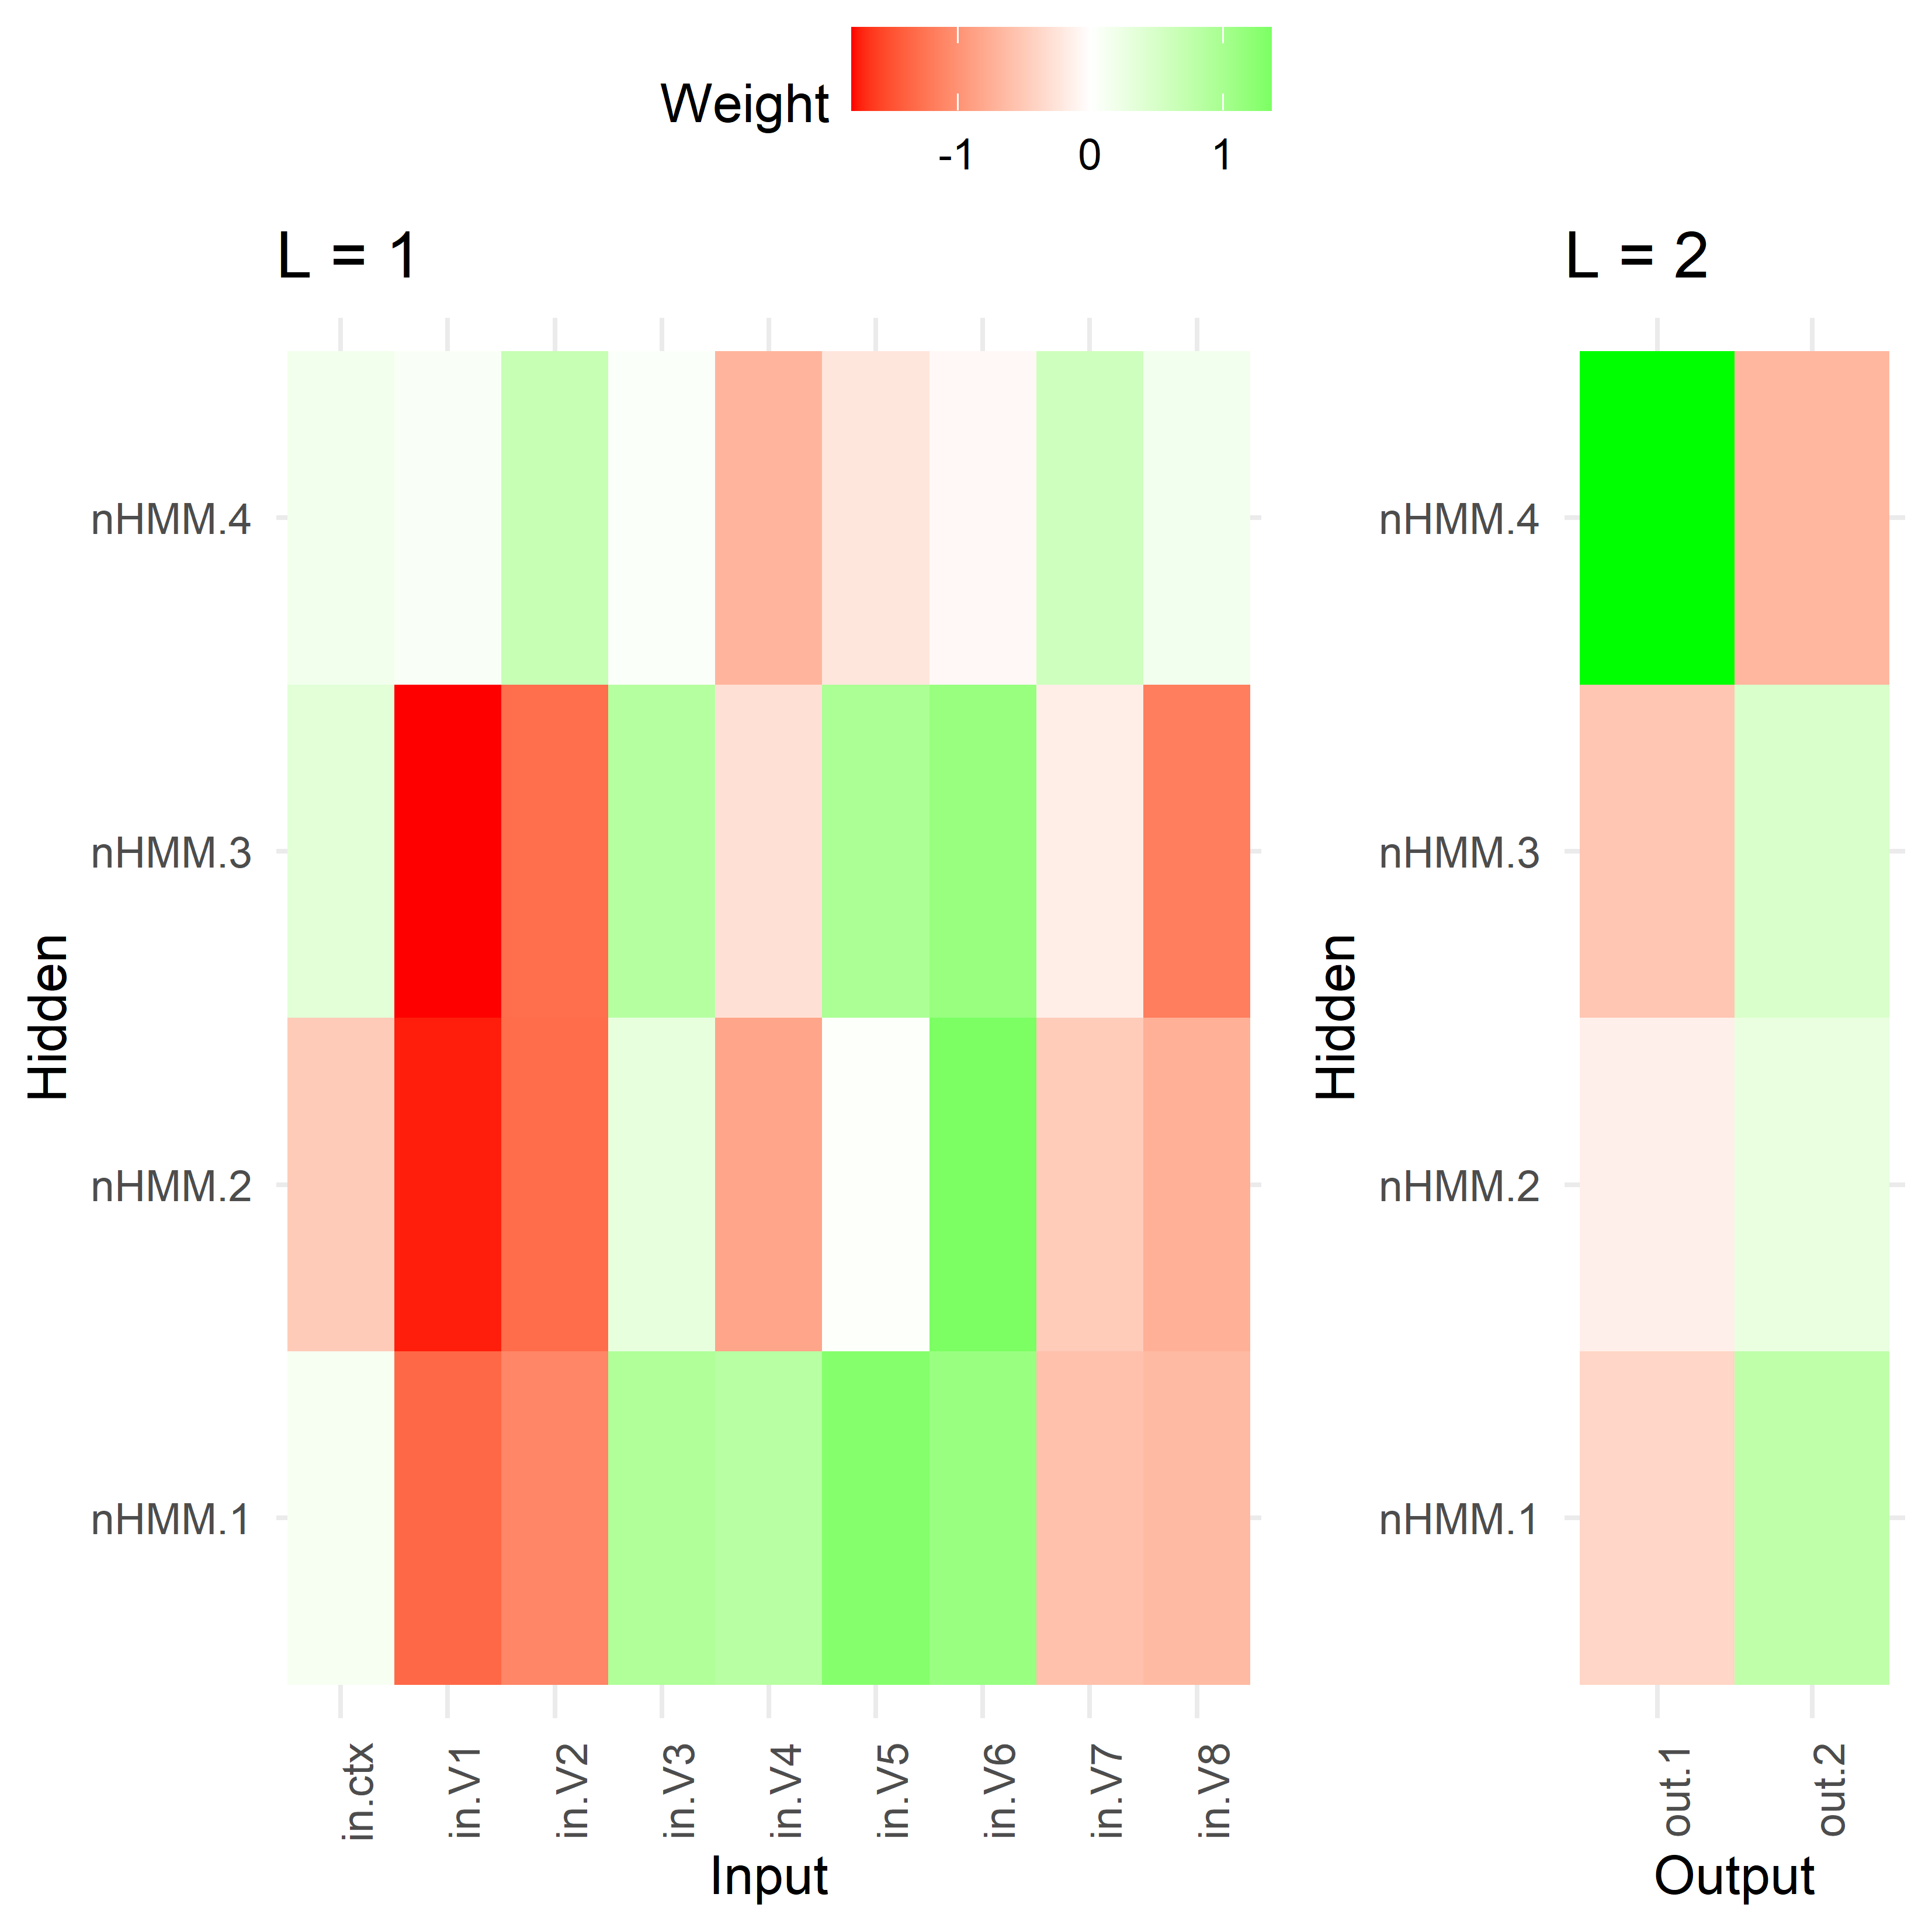 Weight
-1 0 1
L = 1
L = 2
nHMM.4
nHMM.3
nHMM.2
nHMM.1
Hidden
in.ctx
in.V1
in.V2
in.V3
in.V4
in.V5
in.V6
in.V7
in.V8
Input
nHMM.4
nHMM.3
nHMM.2
nHMM.1
Hidden
out.1
out.2
Output